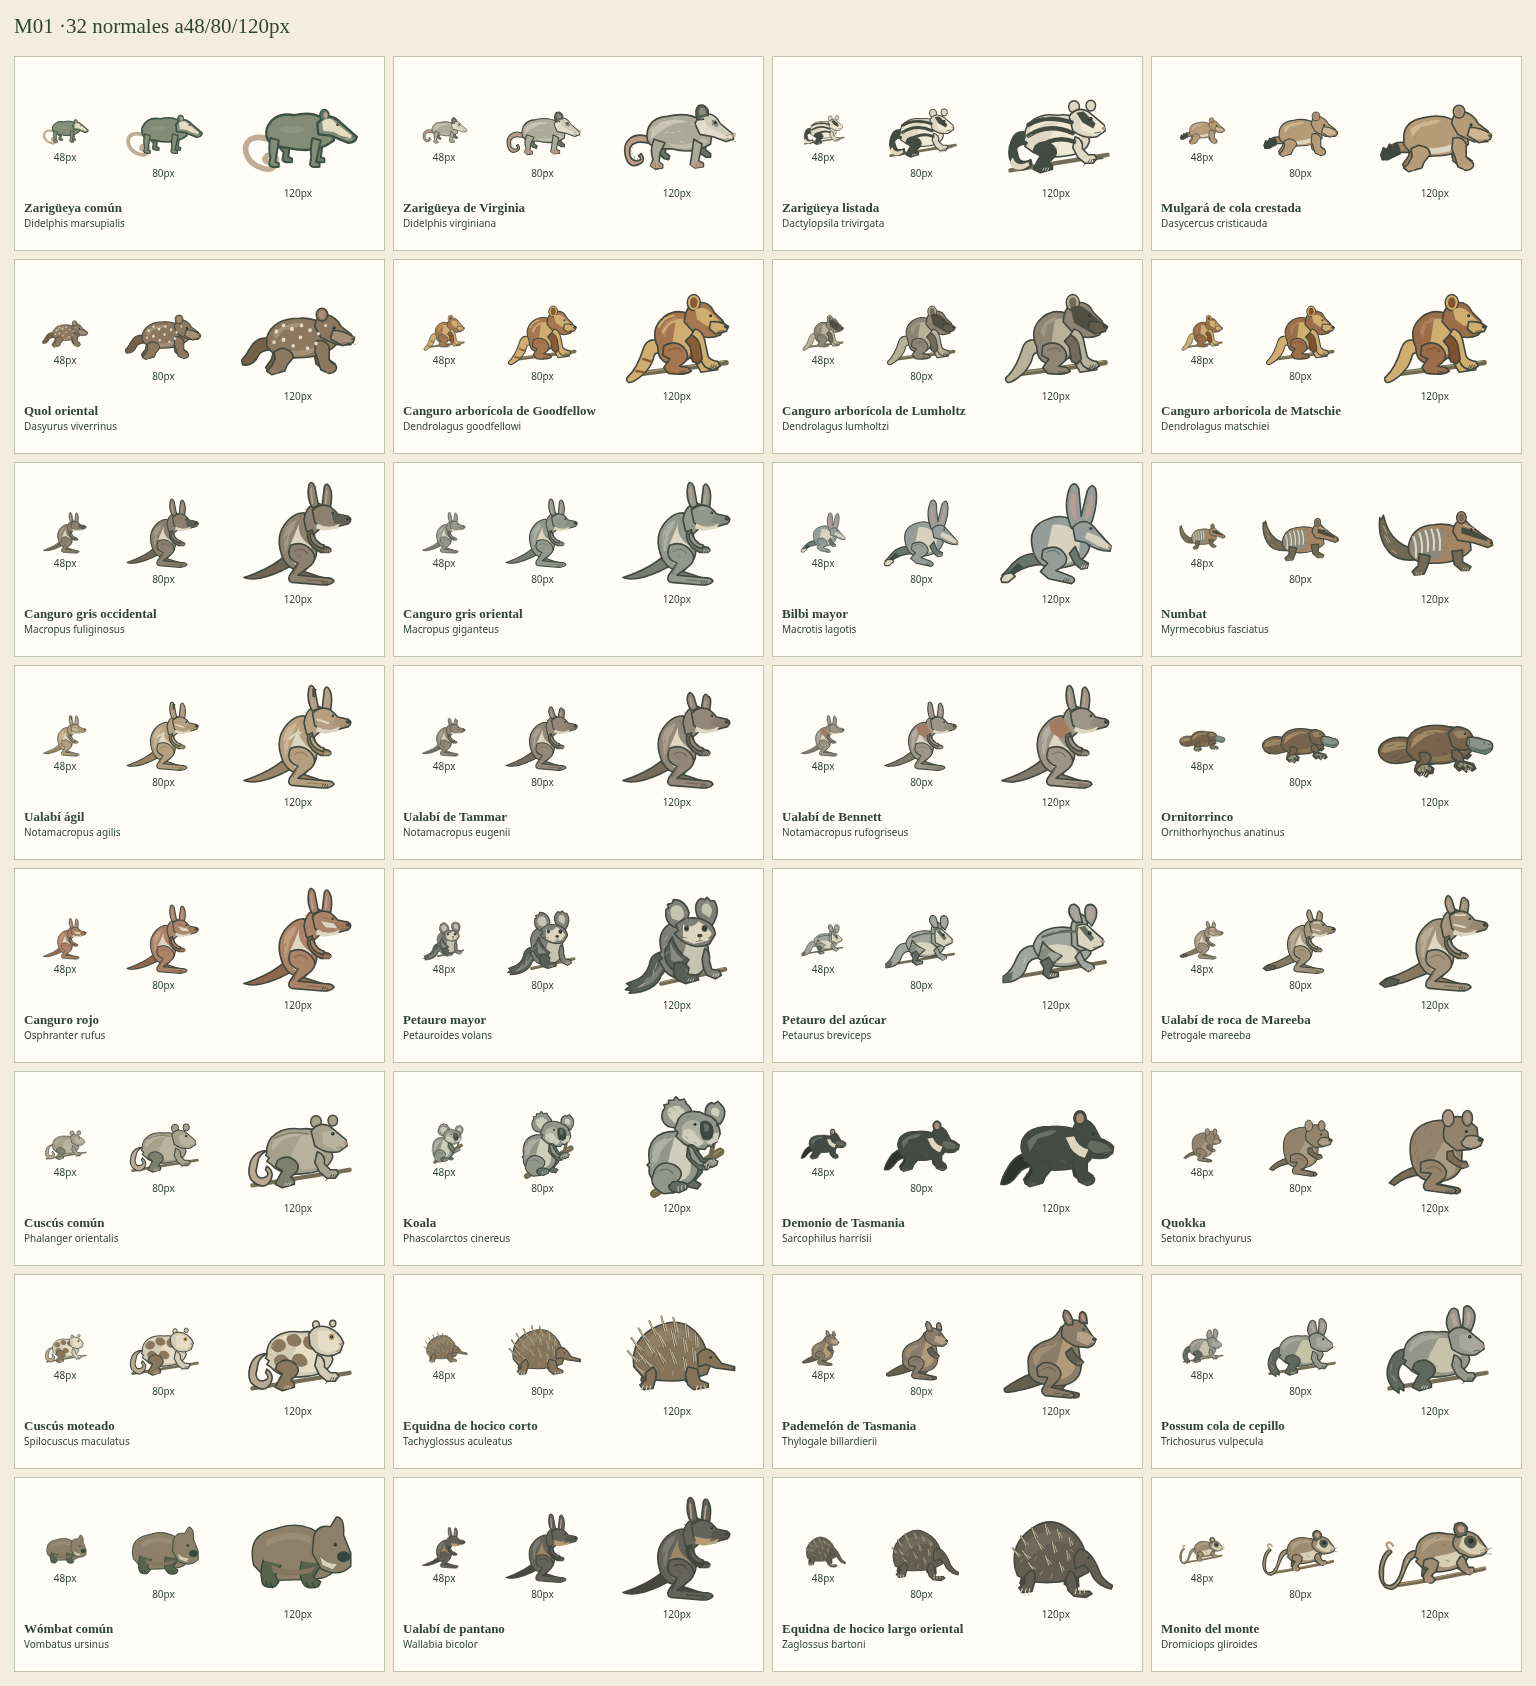 M01 ·32 normales a48/80/120px
48px
80px
120px
Zarigüeya común
Didelphis marsupialis
48px
80px
120px
Zarigüeya de Virginia
Didelphis virginiana
48px
80px
120px
Zarigüeya listada
Dactylopsila trivirgata
48px
80px
120px
Mulgará de cola crestada
Dasycercus cristicauda
48px
80px
120px
Quol oriental
Dasyurus viverrinus
48px
80px
120px
Canguro arborícola de Goodfellow
Dendrolagus goodfellowi
48px
80px
120px
Canguro arborícola de Lumholtz
Dendrolagus lumholtzi
48px
80px
120px
Canguro arborícola de Matschie
Dendrolagus matschiei
48px
80px
120px
Canguro gris occidental
Macropus fuliginosus
48px
80px
120px
Canguro gris oriental
Macropus giganteus
48px
80px
120px
Bilbi mayor
Macrotis lagotis
48px
80px
120px
Numbat
Myrmecobius fasciatus
48px
80px
120px
Ualabí ágil
Notamacropus agilis
48px
80px
120px
Ualabí de Tammar
Notamacropus eugenii
48px
80px
120px
Ualabí de Bennett
Notamacropus rufogriseus
48px
80px
120px
Ornitorrinco
Ornithorhynchus anatinus
48px
80px
120px
Canguro rojo
Osphranter rufus
48px
80px
120px
Petauro mayor
Petauroides volans
48px
80px
120px
Petauro del azúcar
Petaurus breviceps
48px
80px
120px
Ualabí de roca de Mareeba
Petrogale mareeba
48px
80px
120px
Cuscús común
Phalanger orientalis
48px
80px
120px
Koala
Phascolarctos cinereus
48px
80px
120px
Demonio de Tasmania
Sarcophilus harrisii
48px
80px
120px
Quokka
Setonix brachyurus
48px
80px
120px
Cuscús moteado
Spilocuscus maculatus
48px
80px
120px
Equidna de hocico corto
Tachyglossus aculeatus
48px
80px
120px
Pademelón de Tasmania
Thylogale billardierii
48px
80px
120px
Possum cola de cepillo
Trichosurus vulpecula
48px
80px
120px
Wómbat común
Vombatus ursinus
48px
80px
120px
Ualabí de pantano
Wallabia bicolor
48px
80px
120px
Equidna de hocico largo oriental
Zaglossus bartoni
48px
80px
120px
Monito del monte
Dromiciops gliroides